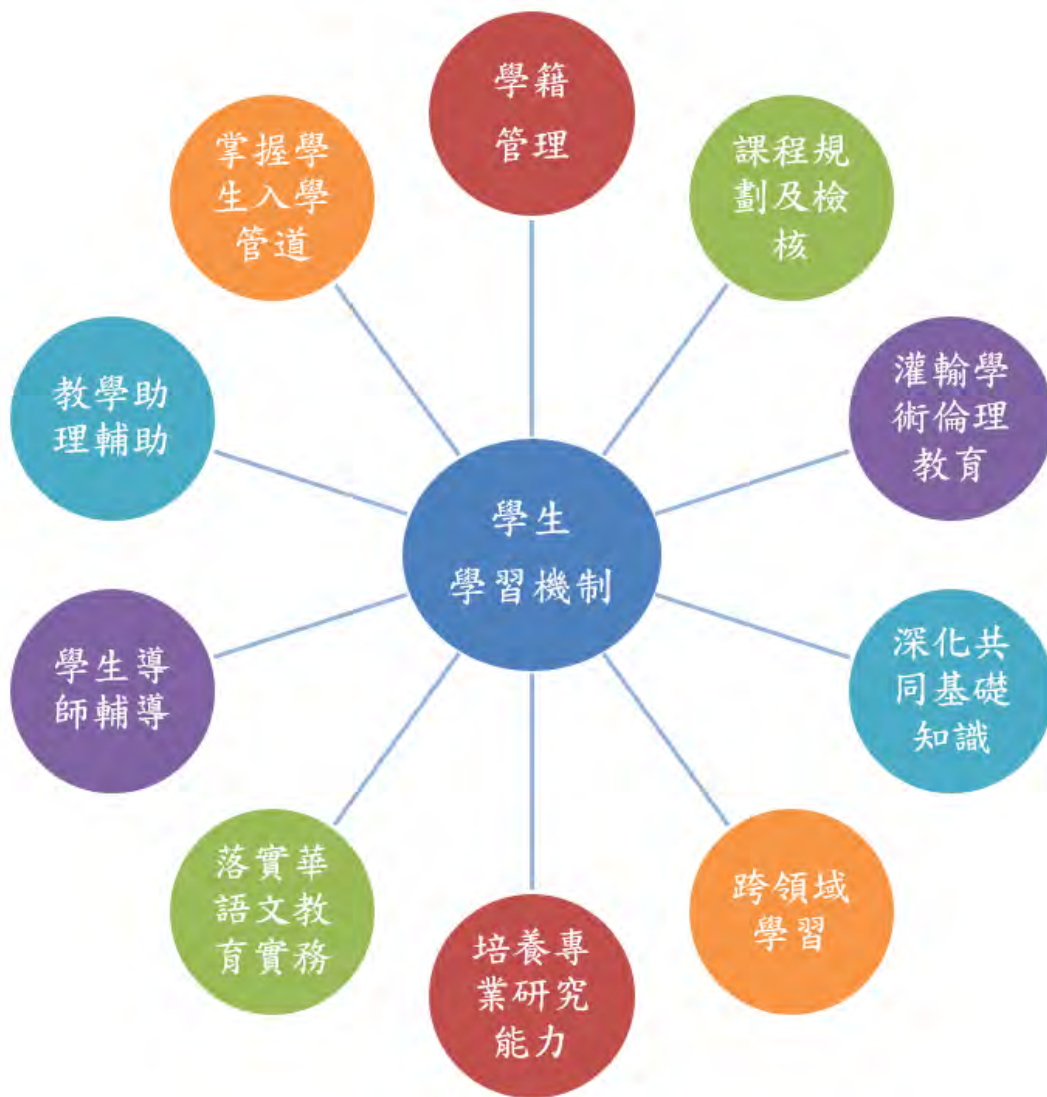 學籍
管理
課程規
劃及檢
核
灌輸學
術倫理
教育
深化共
同基礎
知識
跨領域
學習
培養專
業研究
能力
落實華
語文教
育實務
學生導
師輔導
教學助
理輔助
掌握學
生入學
管道
學生
學習機制